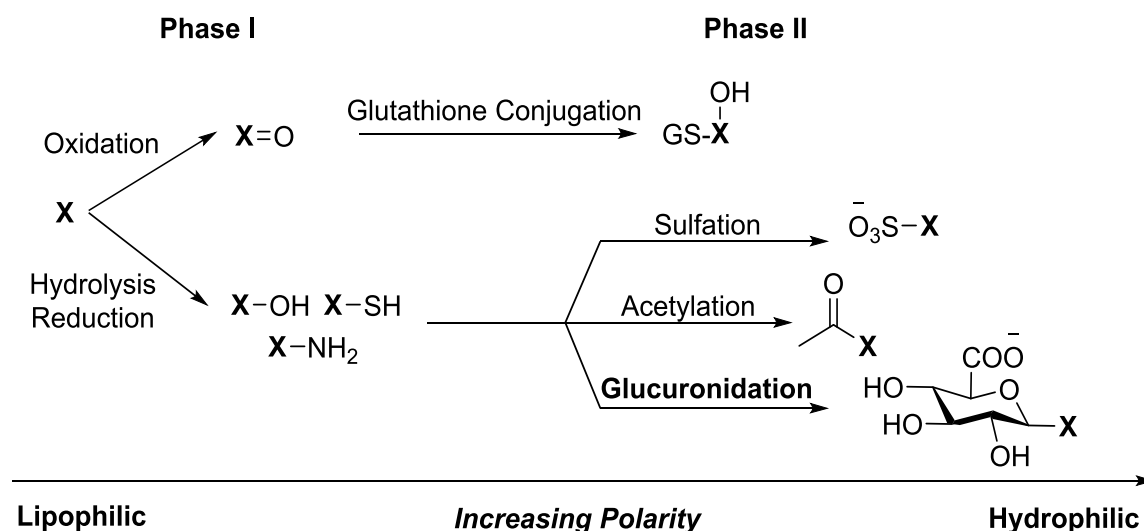 Phase I
Phase II
Oxidation
X=O
Glutathione Conjugation
OH
GS-X
X
Hydrolysis
Reduction
X-OH X-SH
X-NH₂
Sulfation
⁻O₃S-X
Acetylation
O
X
Glucuronidation
COO⁻
HO
O
HO
X
OH
Lipophilic
Increasing Polarity
Hydrophilic